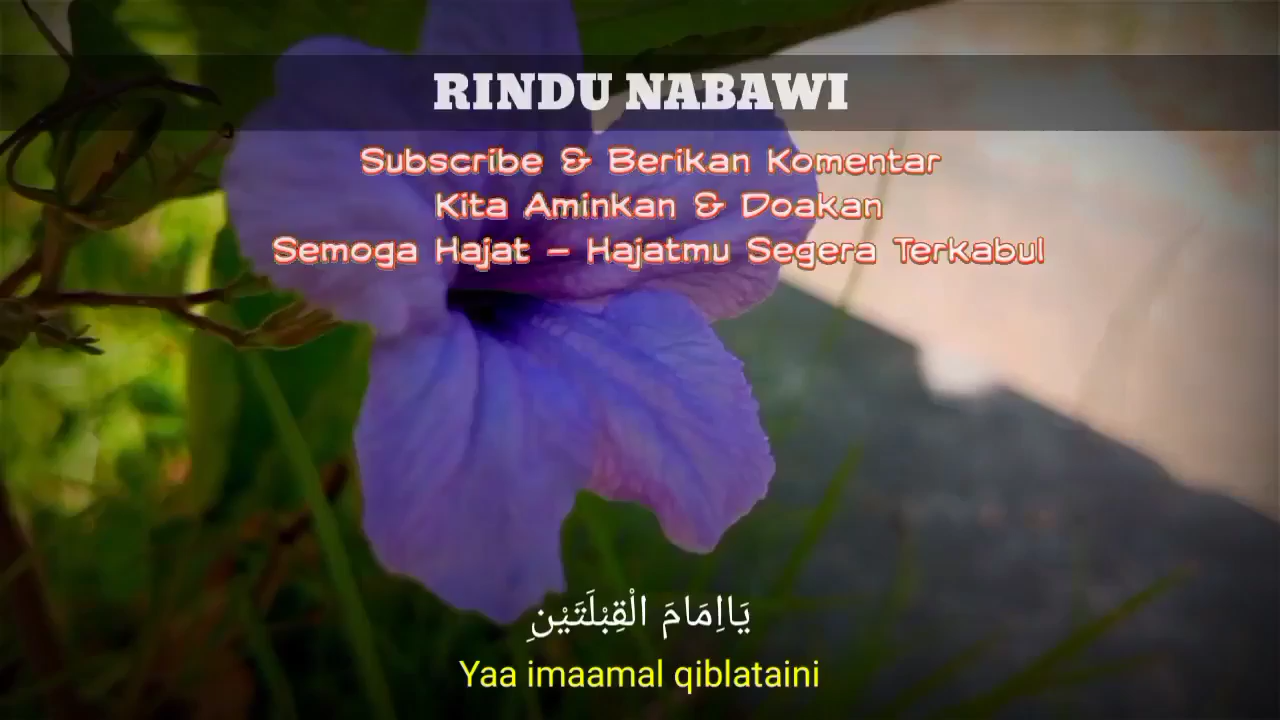 RINDU NABAWI
Subscribe & Berikan Komentar
Kita Aminkan & Doakan
Semoga Hajat - Hajatmu Segera Terkabul
يَااِمَامَ الْقِبْلَتَيْنِ
Yaa imaamal qiblataini